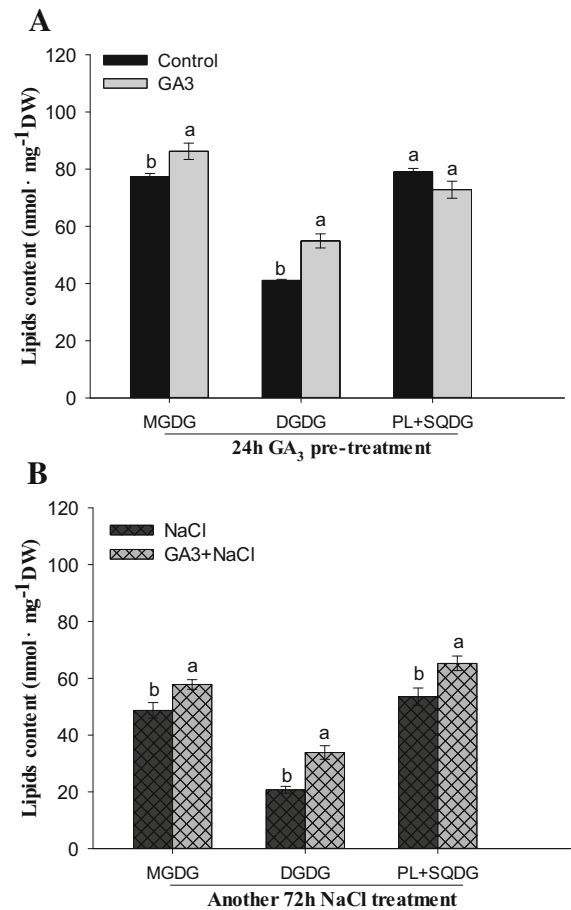 A
Lipids content (nmol· mg⁻¹DW)
120
100
80
60
40
20
0
Control
GA3
b
a
b
a
a
a
MGDG
DGDG
PL+SQDG
24h GA₃ pre-treatment
B
Lipids content (nmol· mg⁻¹DW)
120
100
80
60
40
20
0
NaCl
GA3+NaCl
b
a
b
a
b
a
MGDG
DGDG
PL+SQDG
Another 72h NaCl treatment